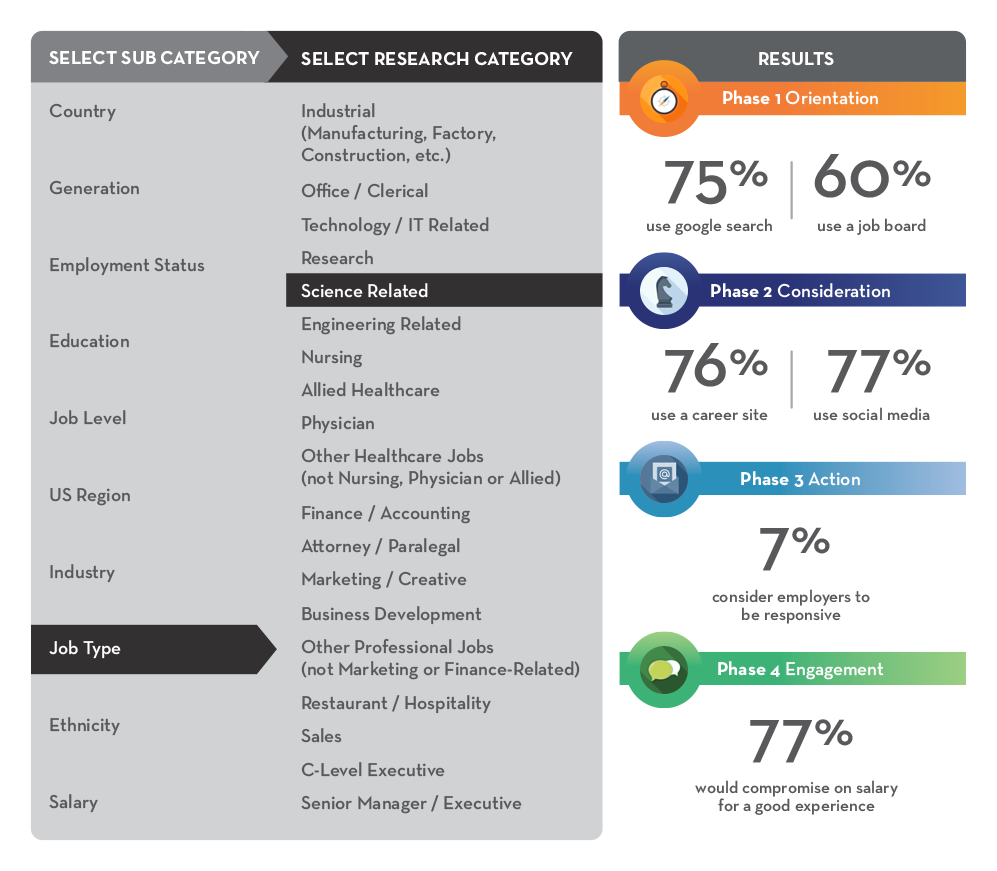 SELECT SUB CATEGORY
Country
Generation
Employment Status
Education
Job Level
US Region
Industry
Job Type
Ethnicity
Salary
SELECT RESEARCH CATEGORY
Industrial
(Manufacturing, Factory,
Construction, etc.)
Office / Clerical
Technology / IT Related
Research
Science Related
Engineering Related
Nursing
Allied Healthcare
Physician
Other Healthcare Jobs
(not Nursing, Physician or Allied)
Finance / Accounting
Attorney / Paralegal
Marketing / Creative
Business Development
Other Professional Jobs
(not Marketing or Finance-Related)
Restaurant / Hospitality
Sales
C-Level Executive
Senior Manager / Executive
RESULTS
Phase 1 Orientation
75%
use google search
60%
use a job board
Phase 2 Consideration
76%
use a career site
77%
use social media
Phase 3 Action
@
7%
consider employers to
be responsive
Phase 4 Engagement
77%
would compromise on salary
for a good experience